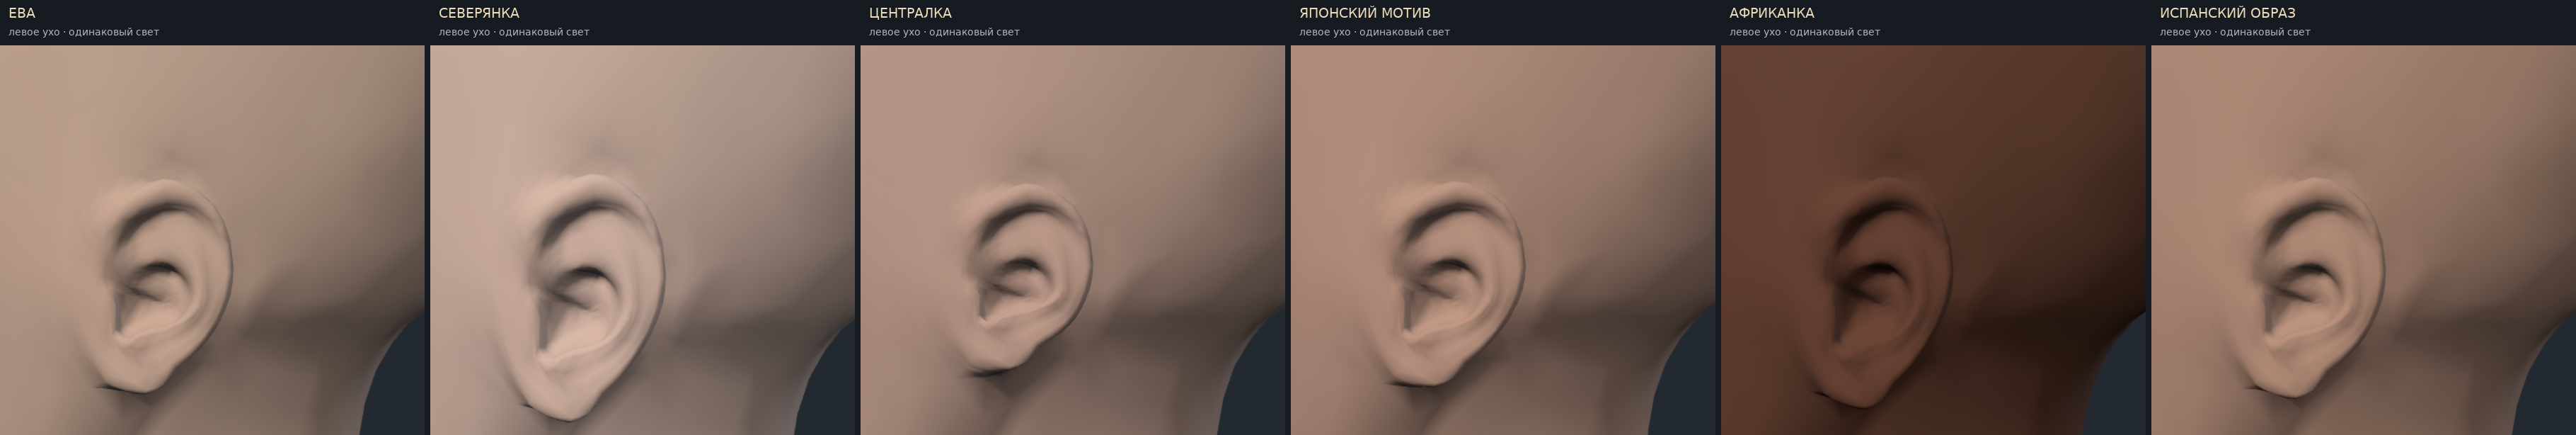 ЕВА
левое ухо · одинаковый свет
СЕВЕРЯНКА
левое ухо · одинаковый свет
ЦЕНТРАЛКА
левое ухо · одинаковый свет
ЯПОНСКИЙ МОТИВ
левое ухо · одинаковый свет
АФРИКАНКА
левое ухо · одинаковый свет
ИСПАНСКИЙ ОБРАЗ
левое ухо · одинаковый свет